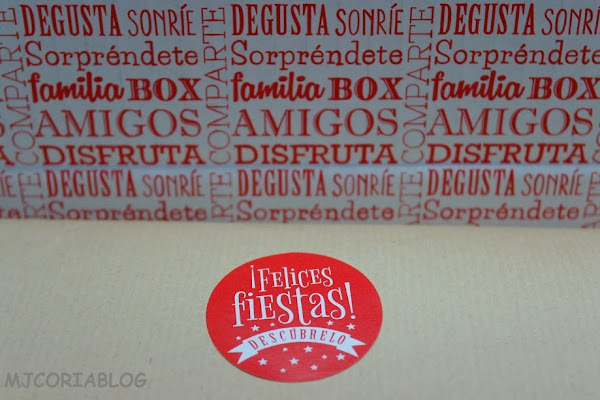 COMPARTE
DEGUSTA SONRÍE
Sorpréndete
familia BOX
AMIGOS
DISFRUTA
COMPARTE
DEGUSTA SONRÍE
Sorpréndete
familia BOX
AMIGOS
DISFRUTA
COMPARTE
DEGUSTA SONRÍE
Sorpréndete
familia BOX
AMIGOS
DISFRUTA
DEGUSTA SONRÍE
Sorpréndete
DEGUSTA SONRÍE
Sorpréndete
DEGUSTA SONRÍE
Sorpréndete
¡FELICES
fiestas!
DESCÚBRELO
MJCORIABLOG